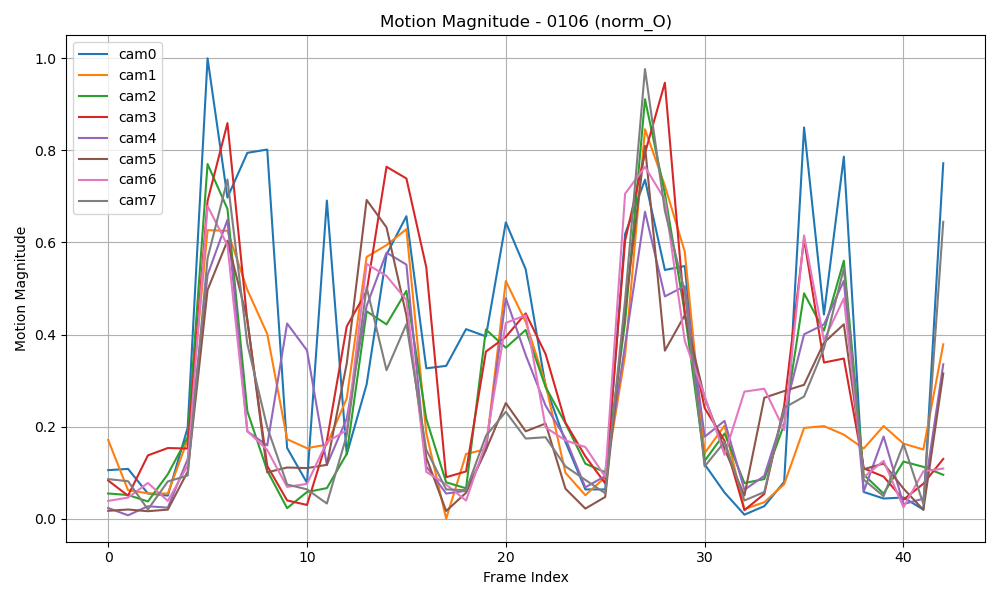 Motion Magnitude - 0106 (norm_O)
cam0
cam1
cam2
cam3
cam4
cam5
cam6
cam7
Motion Magnitude
1.0
0.8
0.6
0.4
0.2
0.0
0 10 20 30 40
Frame Index